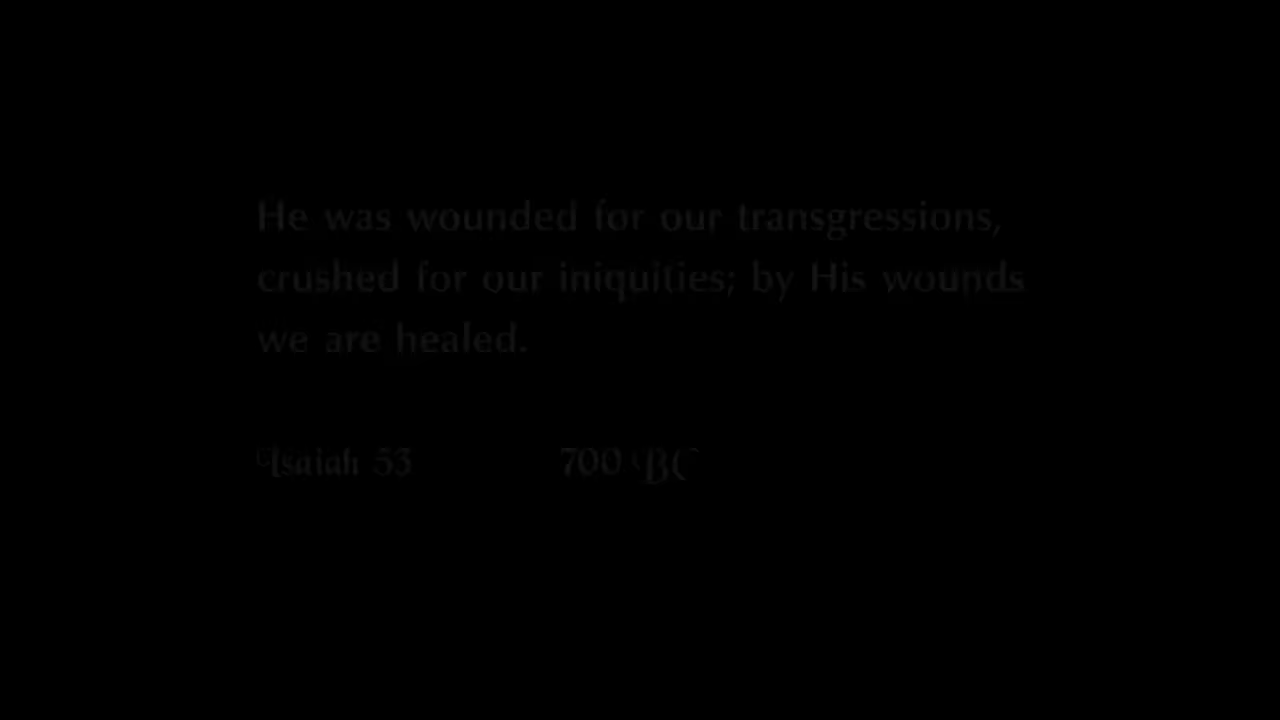 He was wounded for our transgressions,
crushed for our iniquities; by His wounds
we are healed.
Isaiah 53 700 BC